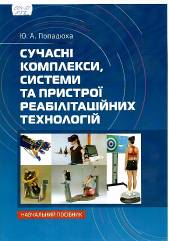 Ю. А. Попадюха
СУЧАСНІ
КОМПЛЕКСИ,
СИСТЕМИ
ТА ПРИСТРОЇ
РЕАБІЛІТАЦІЙНИХ
ТЕХНОЛОГІЙ
НАВЧАЛЬНИЙ ПОСІБНИК